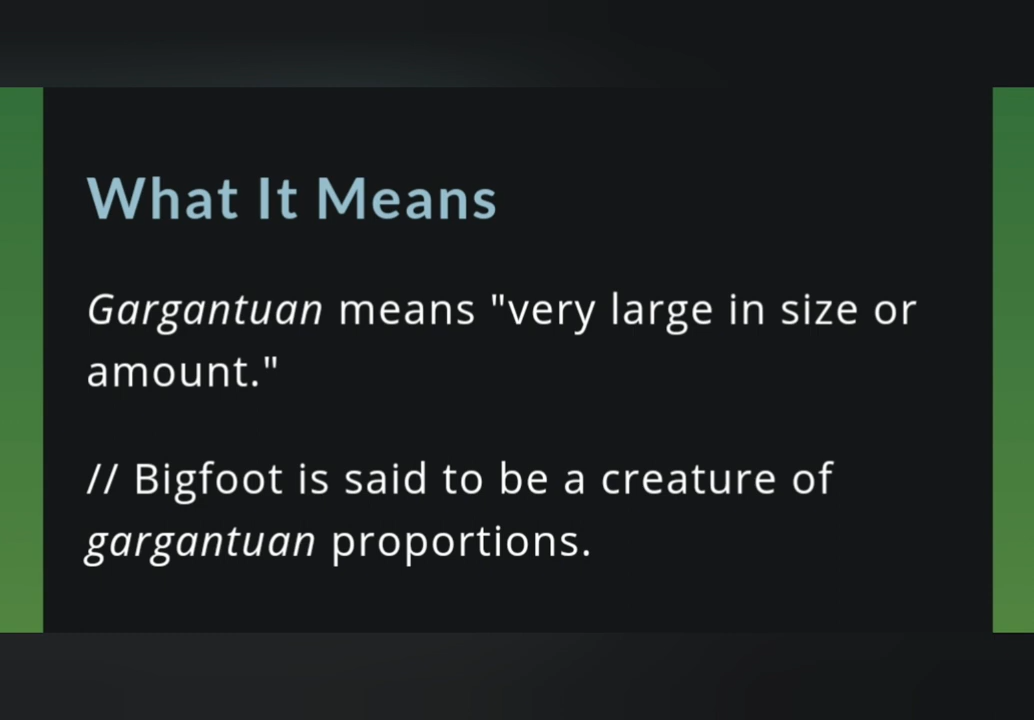 What It Means
Gargantuan means "very large in size or
amount."
// Bigfoot is said to be a creature of
gargantuan proportions.